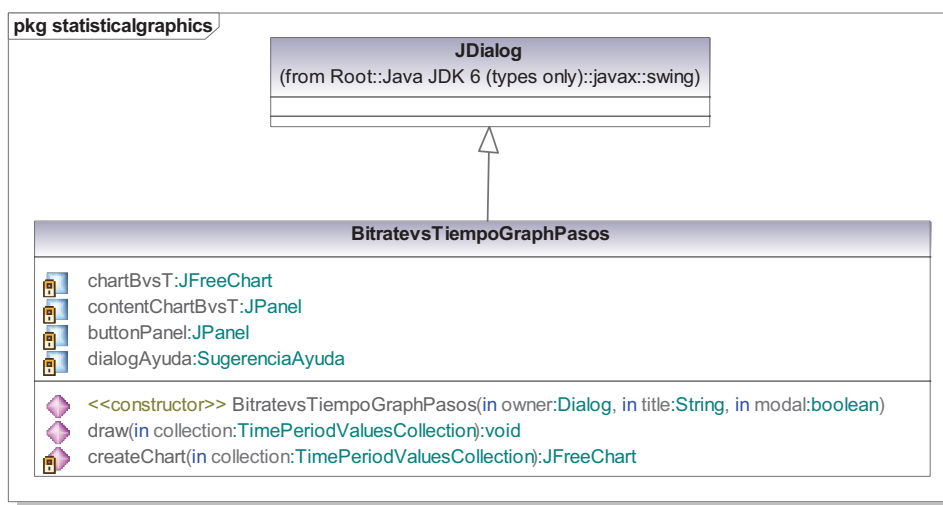 pkg statisticalgraphics
JDialog
(from Root::Java JDK 6 (types only)::javax::swing)
BitratevsTiempoGraphPasos
chartBvsT:JFreeChart
contentChartBvsT:JPanel
buttonPanel:JPanel
dialogAyuda:SugerenciaAyuda
<<constructor>> BitratevsTiempoGraphPasos(in owner:Dialog, in title:String, in modal:boolean)
draw(in collection:TimePeriodValuesCollection):void
createChart(in collection:TimePeriodValuesCollection):JFreeChart